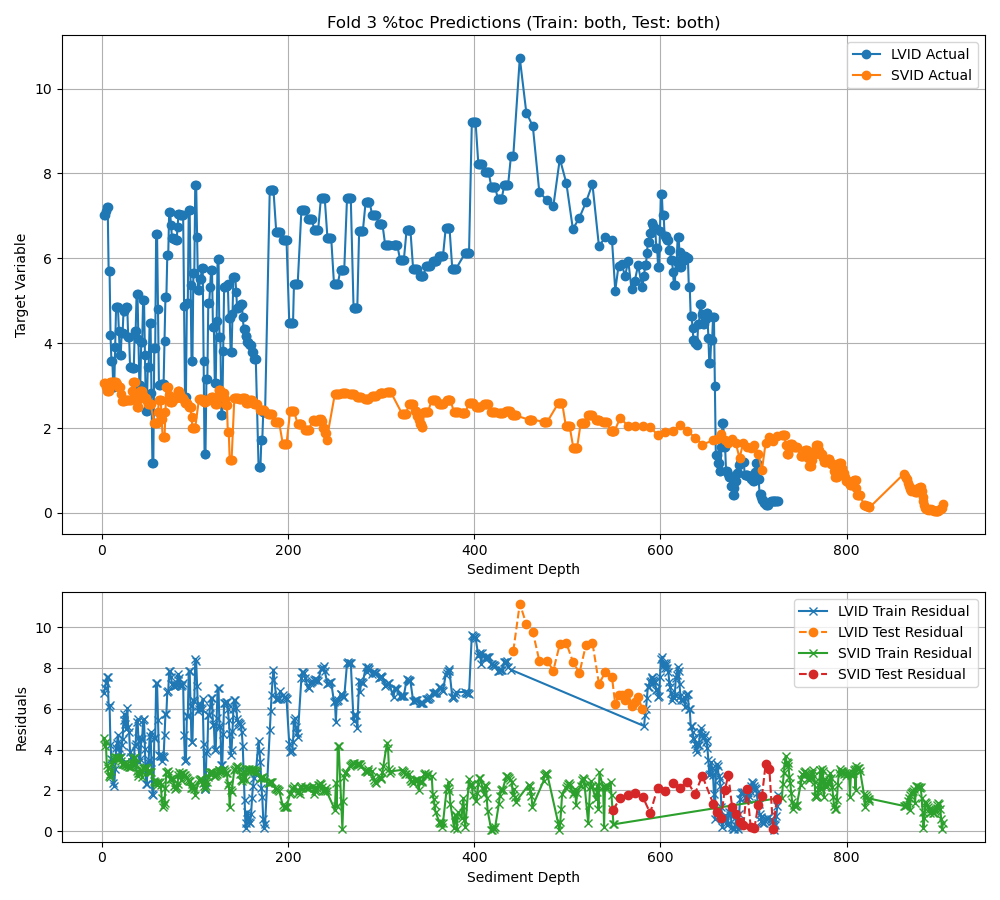 Fold 3 %toc Predictions (Train: both, Test: both)
LVID Actual
SVID Actual
Target Variable
10
8
6
4
2
0
0 200 400 600 800
Sediment Depth
LVID Train Residual
LVID Test Residual
SVID Train Residual
SVID Test Residual
Residuals
10
8
6
4
2
0
0 200 400 600 800
Sediment Depth